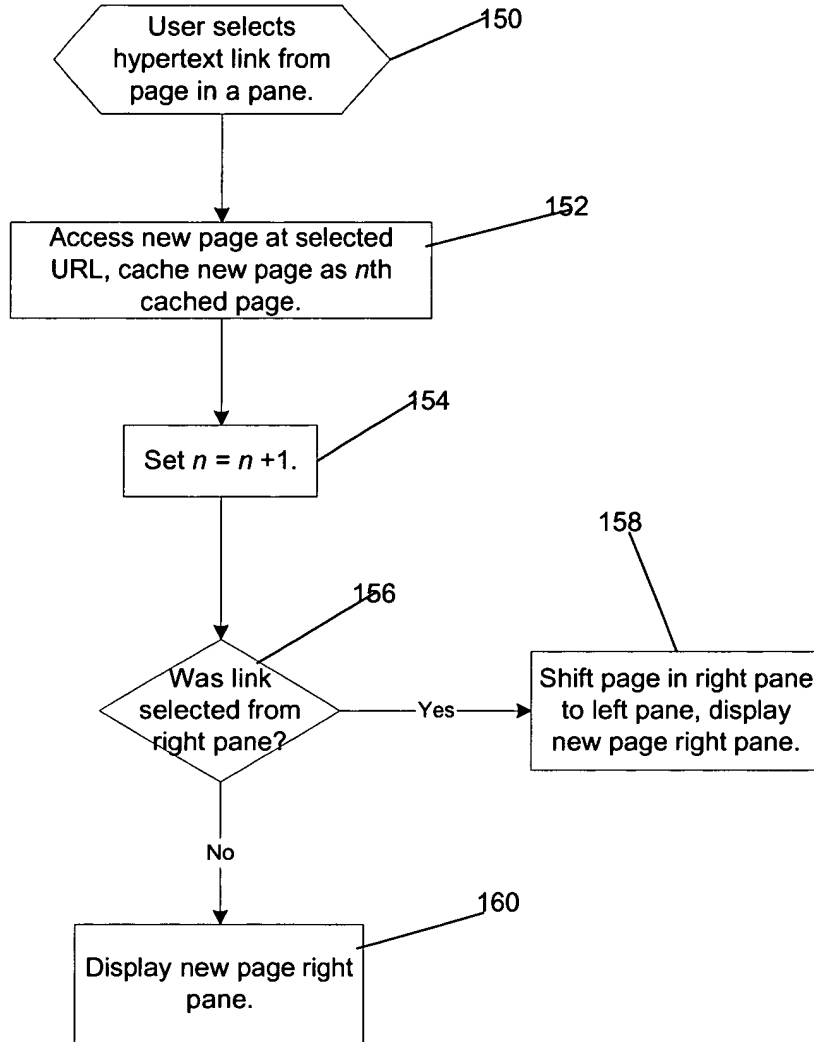 User selects
hypertext link from
page in a pane.
150
Access new page at selected
URL, cache new page as nth
cached page.
152
Set n = n +1.
154
Was link
selected from
right pane?
156
Yes
Shift page in right pane
to left pane, display
new page right pane.
158
No
Display new page right
pane.
160